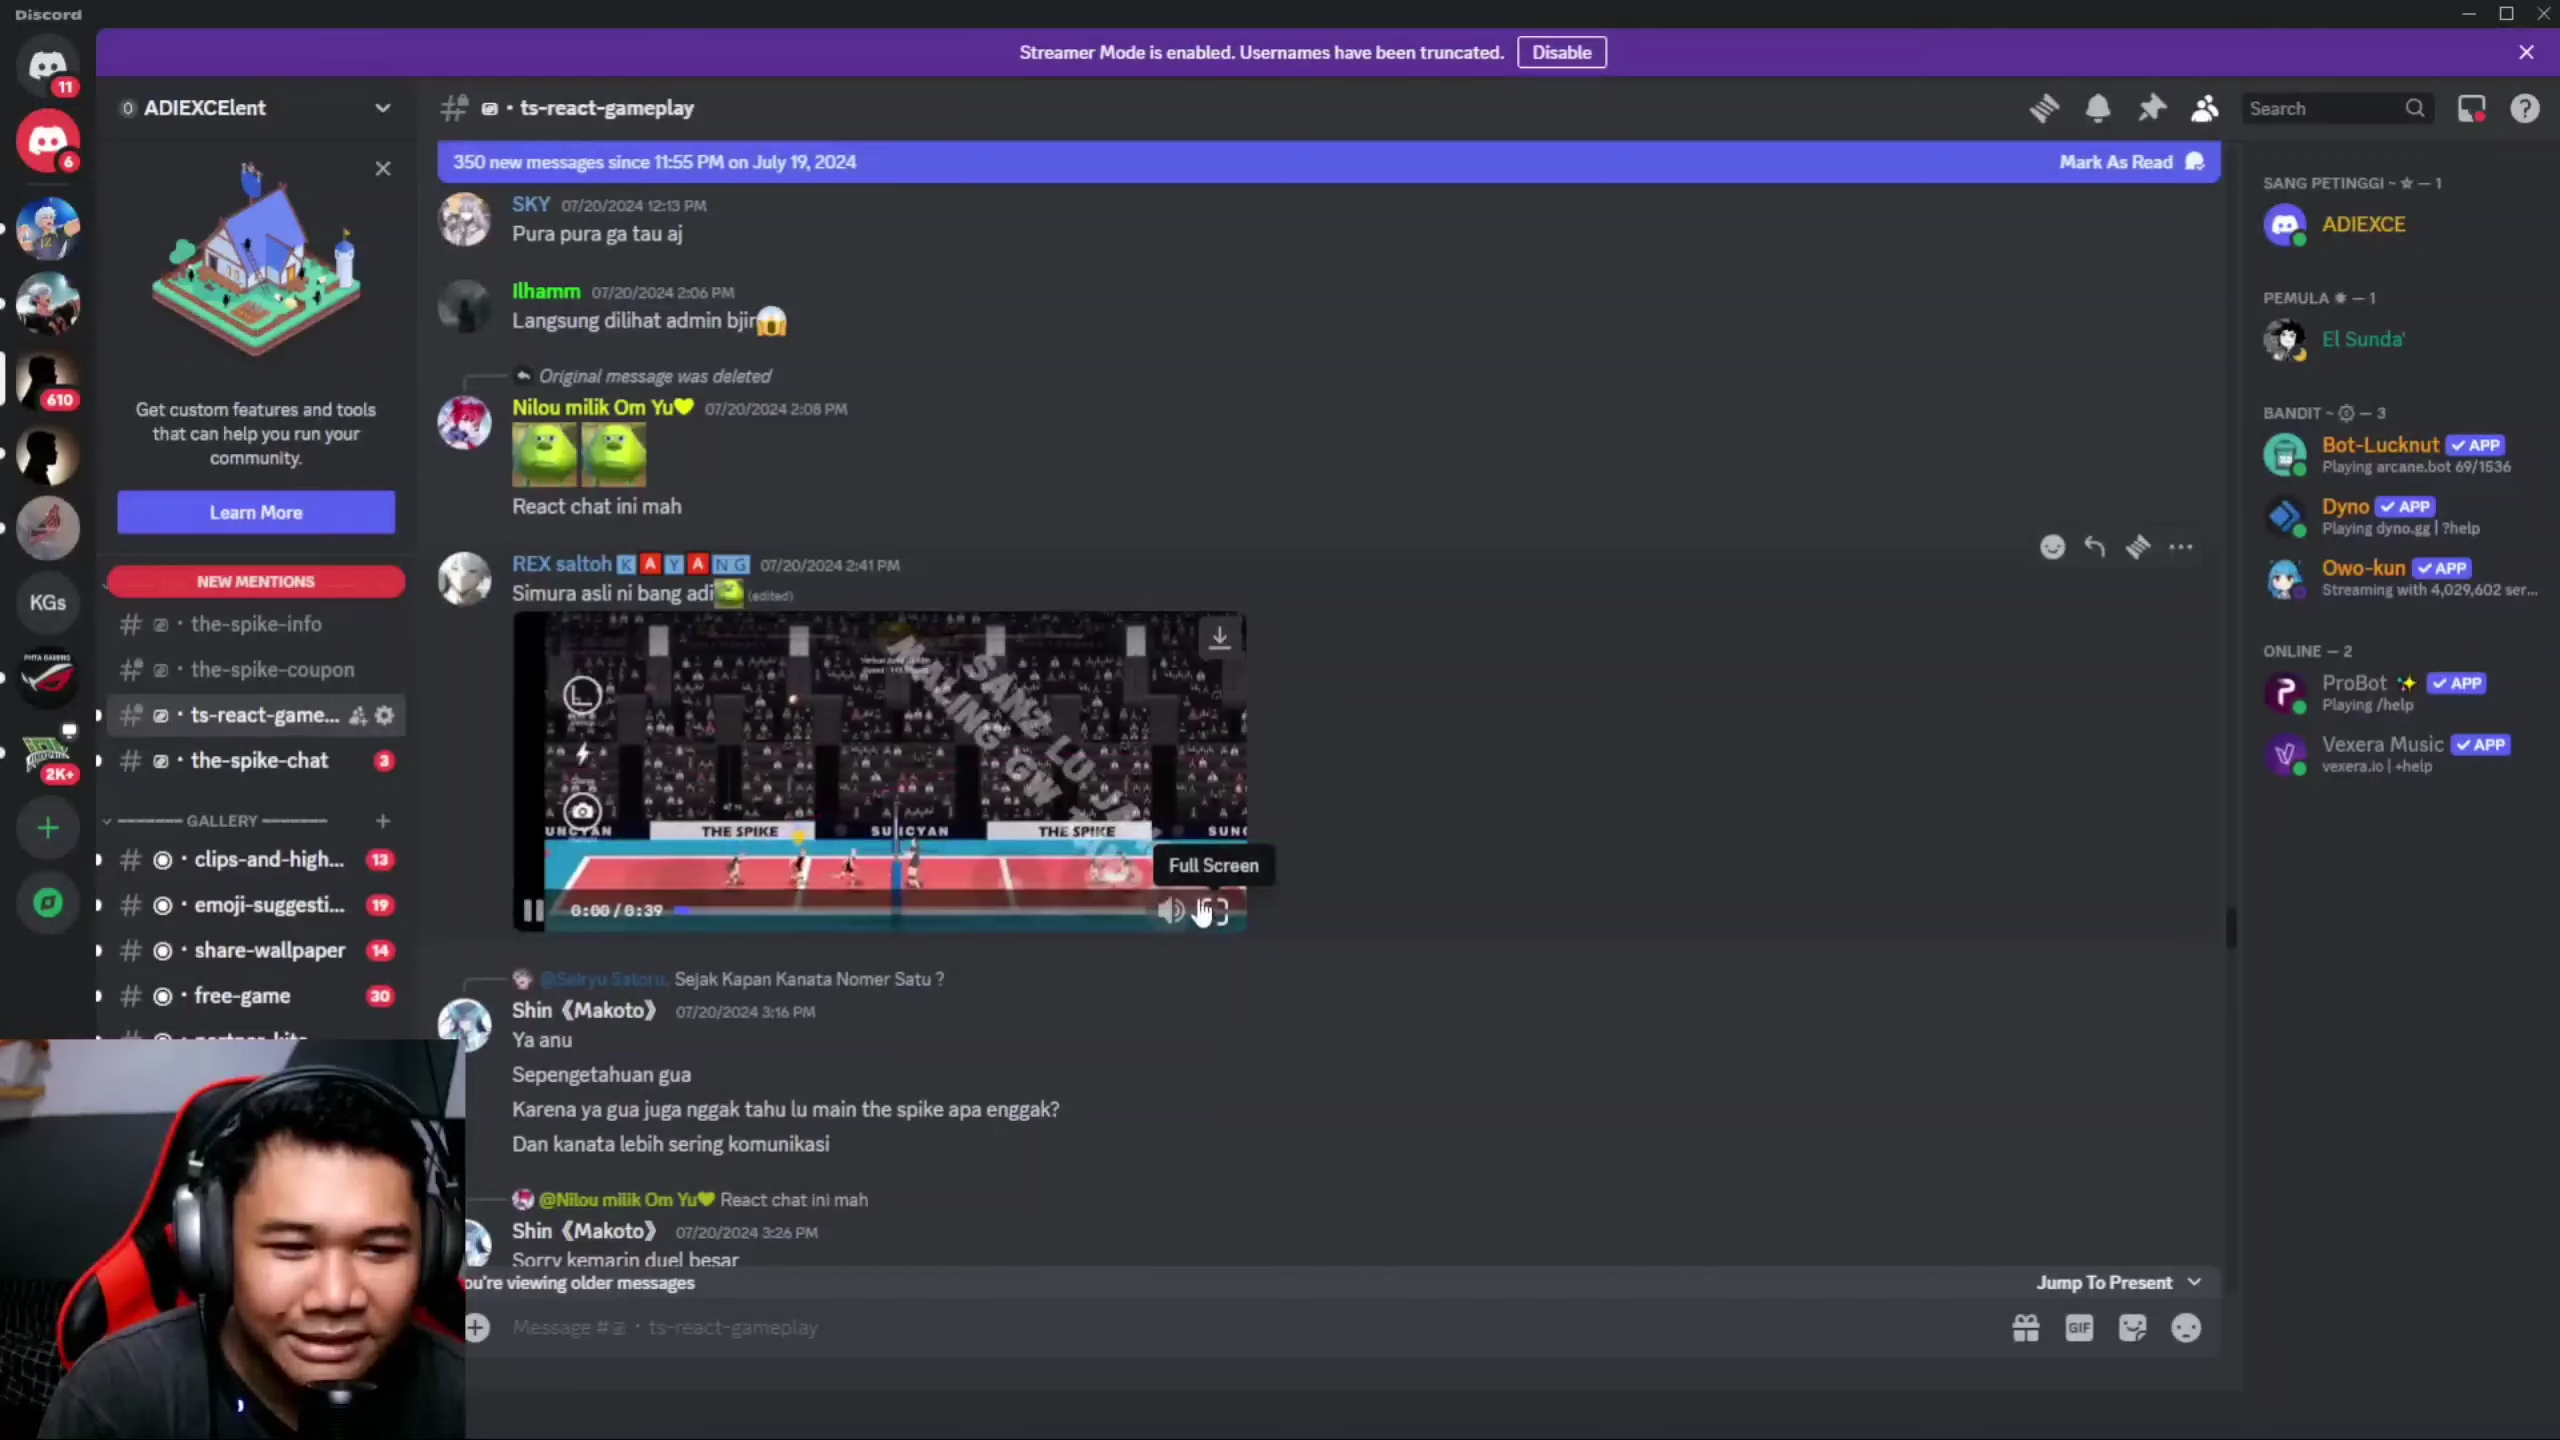 Discord
Streamer Mode is enabled. Usernames have been truncated.
Disable
11
6
610
KGs
2K+
ADIEXCElent
Get custom features and tools
that can help you run your
community.
Learn More
NEW MENTIONS
the-spike-info
the-spike-coupon
ts-react-game...
the-spike-chat
3
GALLERY
clips-and-high...
13
emoji-suggesti...
19
share-wallpaper
14
free-game
30
ts-react-gameplay
Search
350 new messages since 11:55 PM on July 19, 2024
Mark As Read
SKY 07/20/2024 12:13 PM
Pura pura ga tau aj
Ilhamm 07/20/2024 2:06 PM
Langsung dilihat admin bjir😱
Original message was deleted
Nilou milik Om Yu💛 07/20/2024 2:08 PM
React chat ini mah
REX saltoh KAYANG 07/20/2024 2:41 PM
Simura asli ni bang adi (edited)
SANZ LU
MALING GW
THE SPIKE
THE SPIKE
Full Screen
0:00 / 0:39
@Seiryu Satoru, Sejak Kapan Kanata Nomer Satu ?
Shin 《Makoto》 07/20/2024 3:16 PM
Ya anu
Sepengetahuan gua
Karena ya gua juga nggak tahu lu main the spike apa enggak?
Dan kanata lebih sering komunikasi
@Nilou milik Om Yu💛 React chat ini mah
Shin 《Makoto》 07/20/2024 3:26 PM
Sorry kemarin duel besar
ou're viewing older messages
Jump To Present
Message # · ts-react-gameplay
GIF
SANG PETINGGI ~ ☆ — 1
ADIEXCE
PEMULA — 1
El Sunda'
BANDIT ~ — 3
Bot-Lucknut ✓ APP
Playing arcane.bot 69/1536
Dyno ✓ APP
Playing dyno.gg | ?help
Owo-kun ✓ APP
Streaming with 4,029,602 ser...
ONLINE — 2
ProBot ✨ ✓ APP
Playing /help
Vexera Music ✓ APP
vexera.io | +help